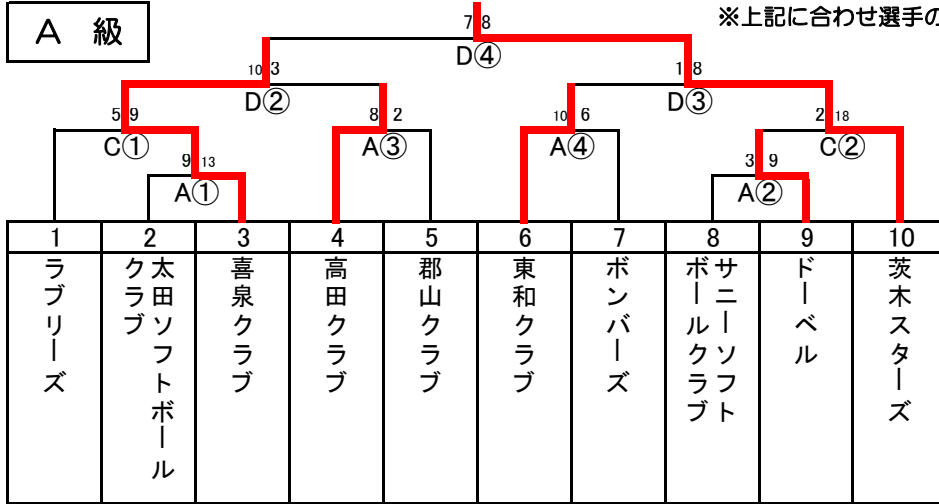 A 級
※上記に合わせ選手の
7 8
D④
10 3
D②
1 8
D③
5 9
C①
8 2
A③
10 6
A④
2 18
C②
9 13
A①
3 9
A②
1 2 3 4 5 6 7 8 9 10
ラブリーズ
太田ソフトボール
クラブ
喜泉クラブ
高田クラブ
郡山クラブ
東和クラブ
ボンバーズ
サニーソフト
ボールクラブ
ドーベル
茨木スターズ